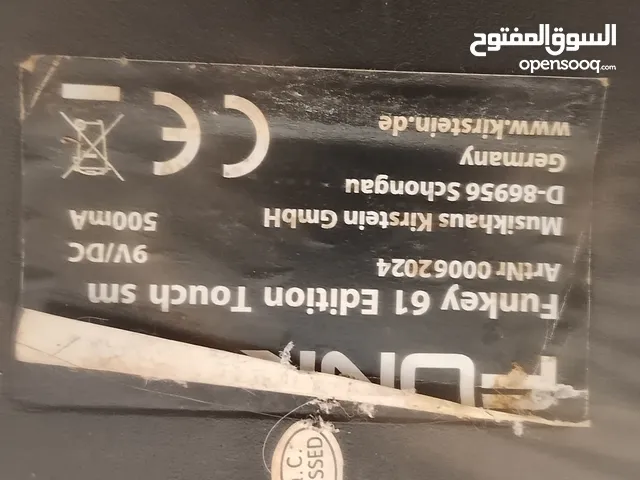 السوق المفتوح
opensooq.com
Funkey 61 Edition Touch sm
ArtNr 00062024 9V/DC
Musikhaus Kirstein GmbH 500mA
D-86956 Schongau
Germany
www.kirstein.de
CE